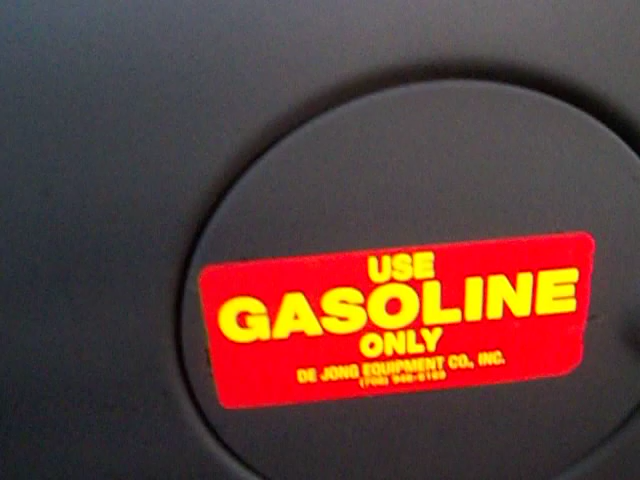 USE
GASOLINE
ONLY
DE JONG EQUIPMENT CO., INC.